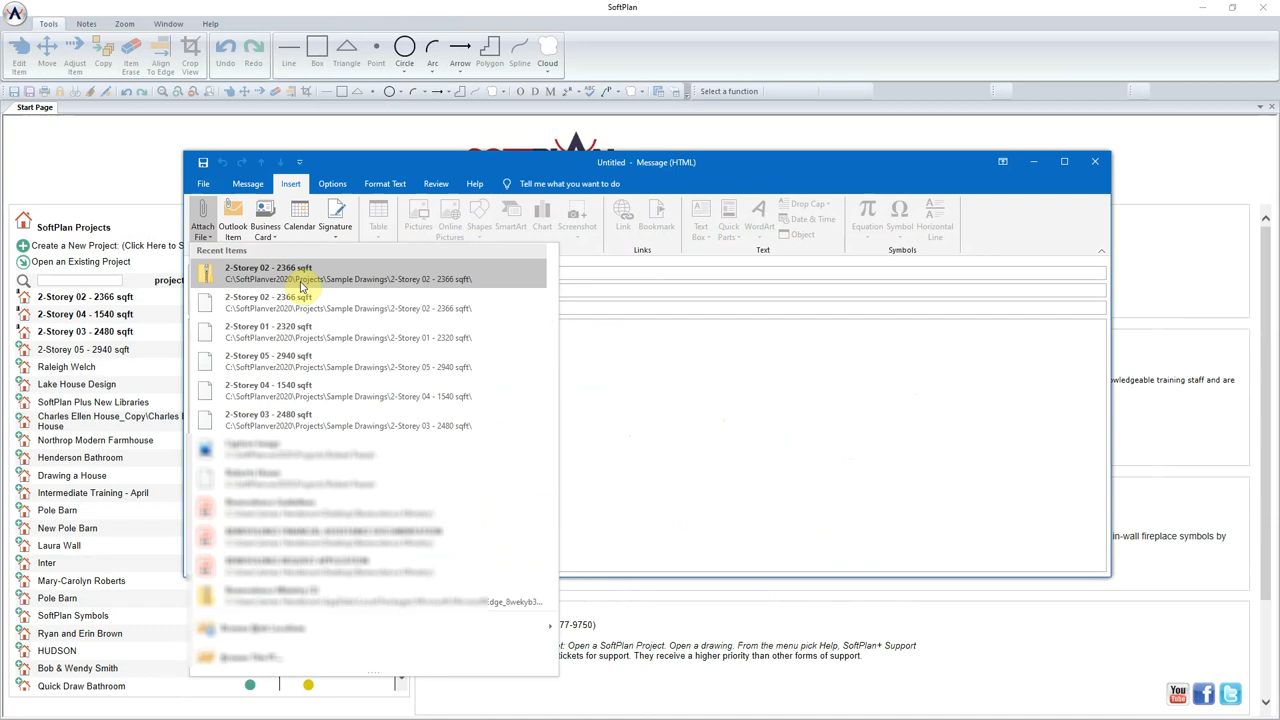 SoftPlan
Tools Notes Zoom Window Help
Edit Item Move Adjust Item Copy Item Erase Align To Edge Crop View Undo Redo Line Box Triangle Point Circle Arc Arrow Polygon Spline Cloud
Select a function
Start Page
Untitled - Message (HTML)
File Message Insert Options Format Text Review Help Tell me what you want to do
Attach File Outlook Item Business Card Calendar Signature Table Pictures Online Pictures Shapes SmartArt Chart Screenshot Link Bookmark Text Box Quick Parts WordArt Drop Cap Date & Time Object Equation Symbol Horizontal Line
Links Text Symbols
Recent Items
2-Storey 02 - 2366 sqft
C:\SoftPlanver2020\Projects\Sample Drawings\2-Storey 02 - 2366 sqft\
2-Storey 02 - 2366 sqft
C:\SoftPlanver2020\Projects\Sample Drawings\2-Storey 02 - 2366 sqft\
2-Storey 01 - 2320 sqft
C:\SoftPlanver2020\Projects\Sample Drawings\2-Storey 01 - 2320 sqft\
2-Storey 05 - 2940 sqft
C:\SoftPlanver2020\Projects\Sample Drawings\2-Storey 05 - 2940 sqft\
2-Storey 04 - 1540 sqft
C:\SoftPlanver2020\Projects\Sample Drawings\2-Storey 04 - 1540 sqft\
2-Storey 03 - 2480 sqft
C:\SoftPlanver2020\Projects\Sample Drawings\2-Storey 03 - 2480 sqft\
dge_8wekyb3...
SoftPlan Projects
Create a New Project: (Click Here to S
Open an Existing Project
project
2-Storey 02 - 2366 sqft
2-Storey 04 - 1540 sqft
2-Storey 03 - 2480 sqft
2-Storey 05 - 2940 sqft
Raleigh Welch
Lake House Design
SoftPlan Plus New Libraries
Charles Ellen House_Copy\Charles E
House
Northrop Modern Farmhouse
Henderson Bathroom
Drawing a House
Intermediate Training - April
Pole Barn
New Pole Barn
Laura Wall
Inter
Mary-Carolyn Roberts
Pole Barn
SoftPlan Symbols
Ryan and Erin Brown
HUDSON
Bob & Wendy Smith
Quick Draw Bathroom
owledgeable training staff and are
in-wall fireplace symbols by
77-9750)
t: Open a SoftPlan Project. Open a drawing. From the menu pick Help, SoftPlan+ Support
tickets for support. They receive a higher priority than other forms of support.
You Tube